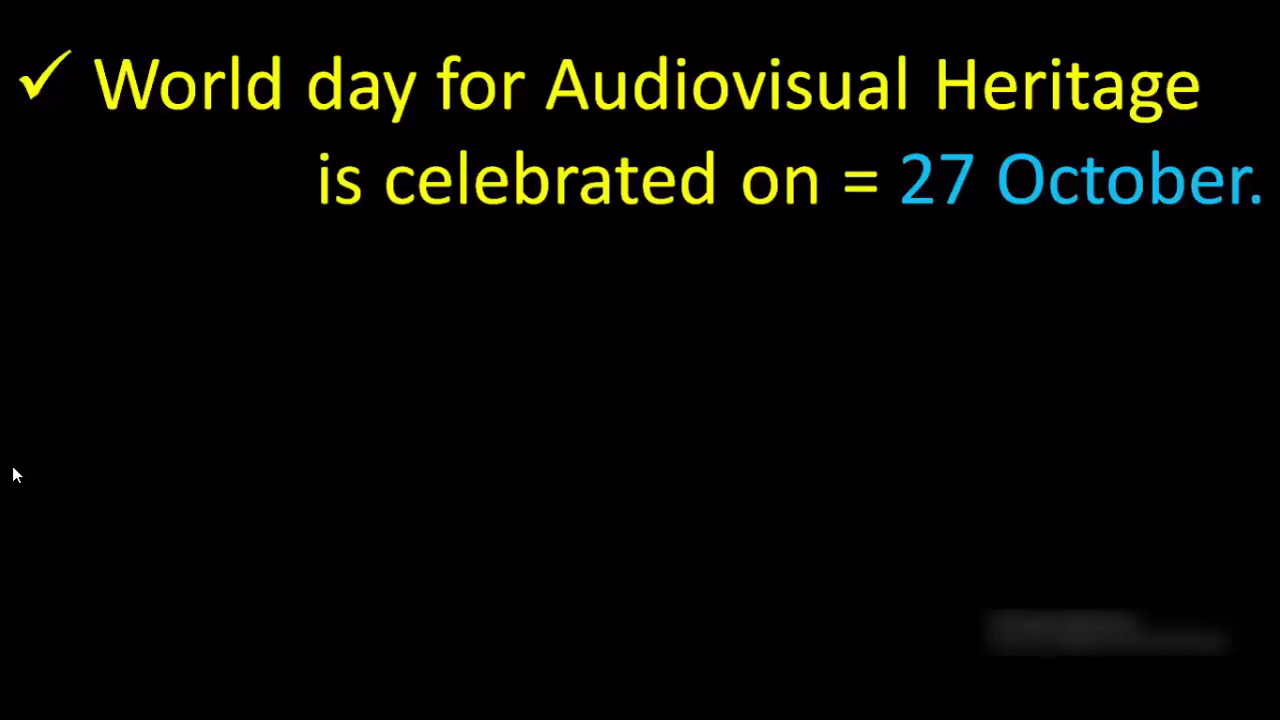 ✓ World day for Audiovisual Heritage
is celebrated on = 27 October.